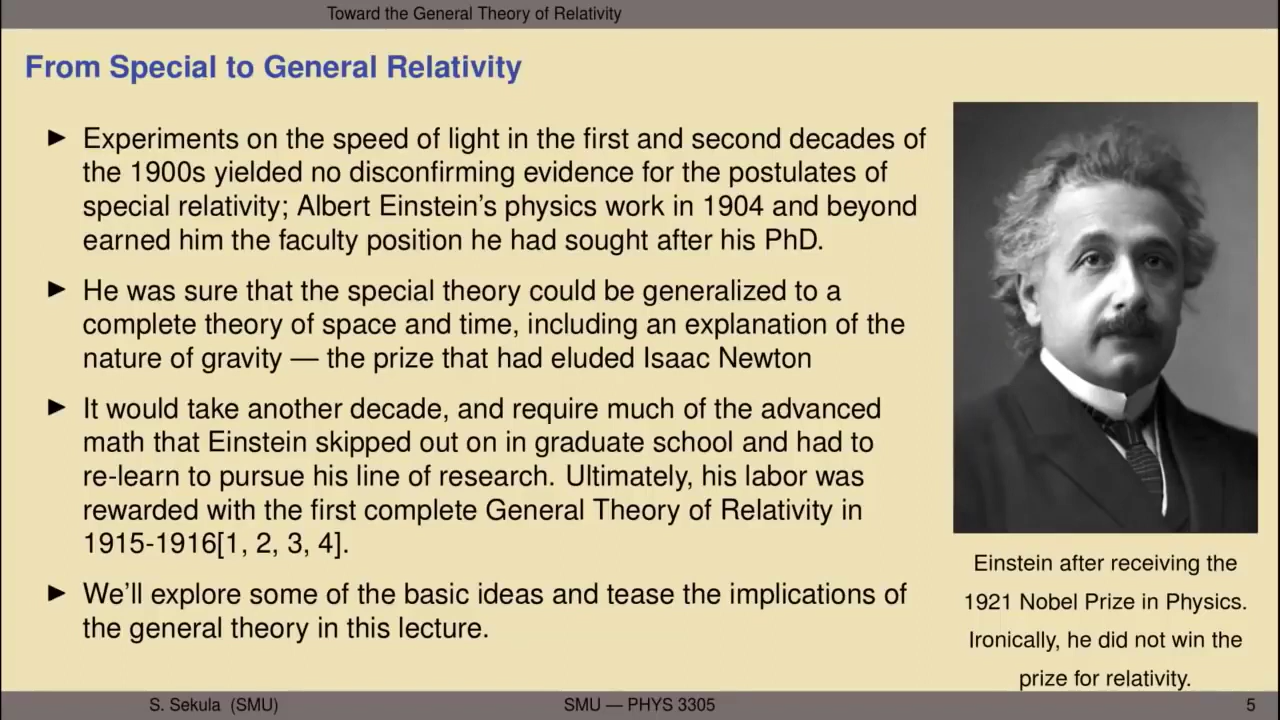 Toward the General Theory of Relativity
From Special to General Relativity
► Experiments on the speed of light in the first and second decades of
the 1900s yielded no disconfirming evidence for the postulates of
special relativity; Albert Einstein's physics work in 1904 and beyond
earned him the faculty position he had sought after his PhD.
► He was sure that the special theory could be generalized to a
complete theory of space and time, including an explanation of the
nature of gravity — the prize that had eluded Isaac Newton
► It would take another decade, and require much of the advanced
math that Einstein skipped out on in graduate school and had to
re-learn to pursue his line of research. Ultimately, his labor was
rewarded with the first complete General Theory of Relativity in
1915-1916[1, 2, 3, 4].
► We'll explore some of the basic ideas and tease the implications of
the general theory in this lecture.
Einstein after receiving the
1921 Nobel Prize in Physics.
Ironically, he did not win the
prize for relativity.
S. Sekula (SMU)
SMU — PHYS 3305
5